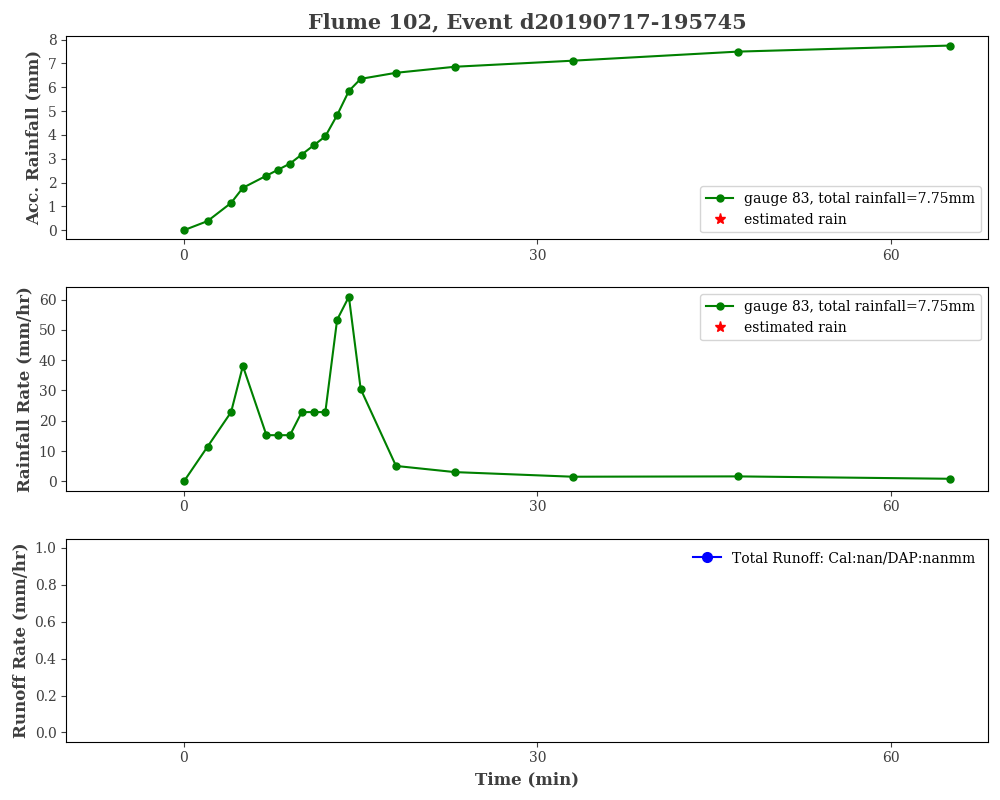 Flume 102, Event d20190717-195745
Acc. Rainfall (mm)
8
7
6
5
4
3
2
1
0
gauge 83, total rainfall=7.75mm
estimated rain
0 30 60
Rainfall Rate (mm/hr)
60
50
40
30
20
10
0
gauge 83, total rainfall=7.75mm
estimated rain
0 30 60
Runoff Rate (mm/hr)
1.0
0.8
0.6
0.4
0.2
0.0
Total Runoff: Cal:nan/DAP:nanmm
0 30 60
Time (min)